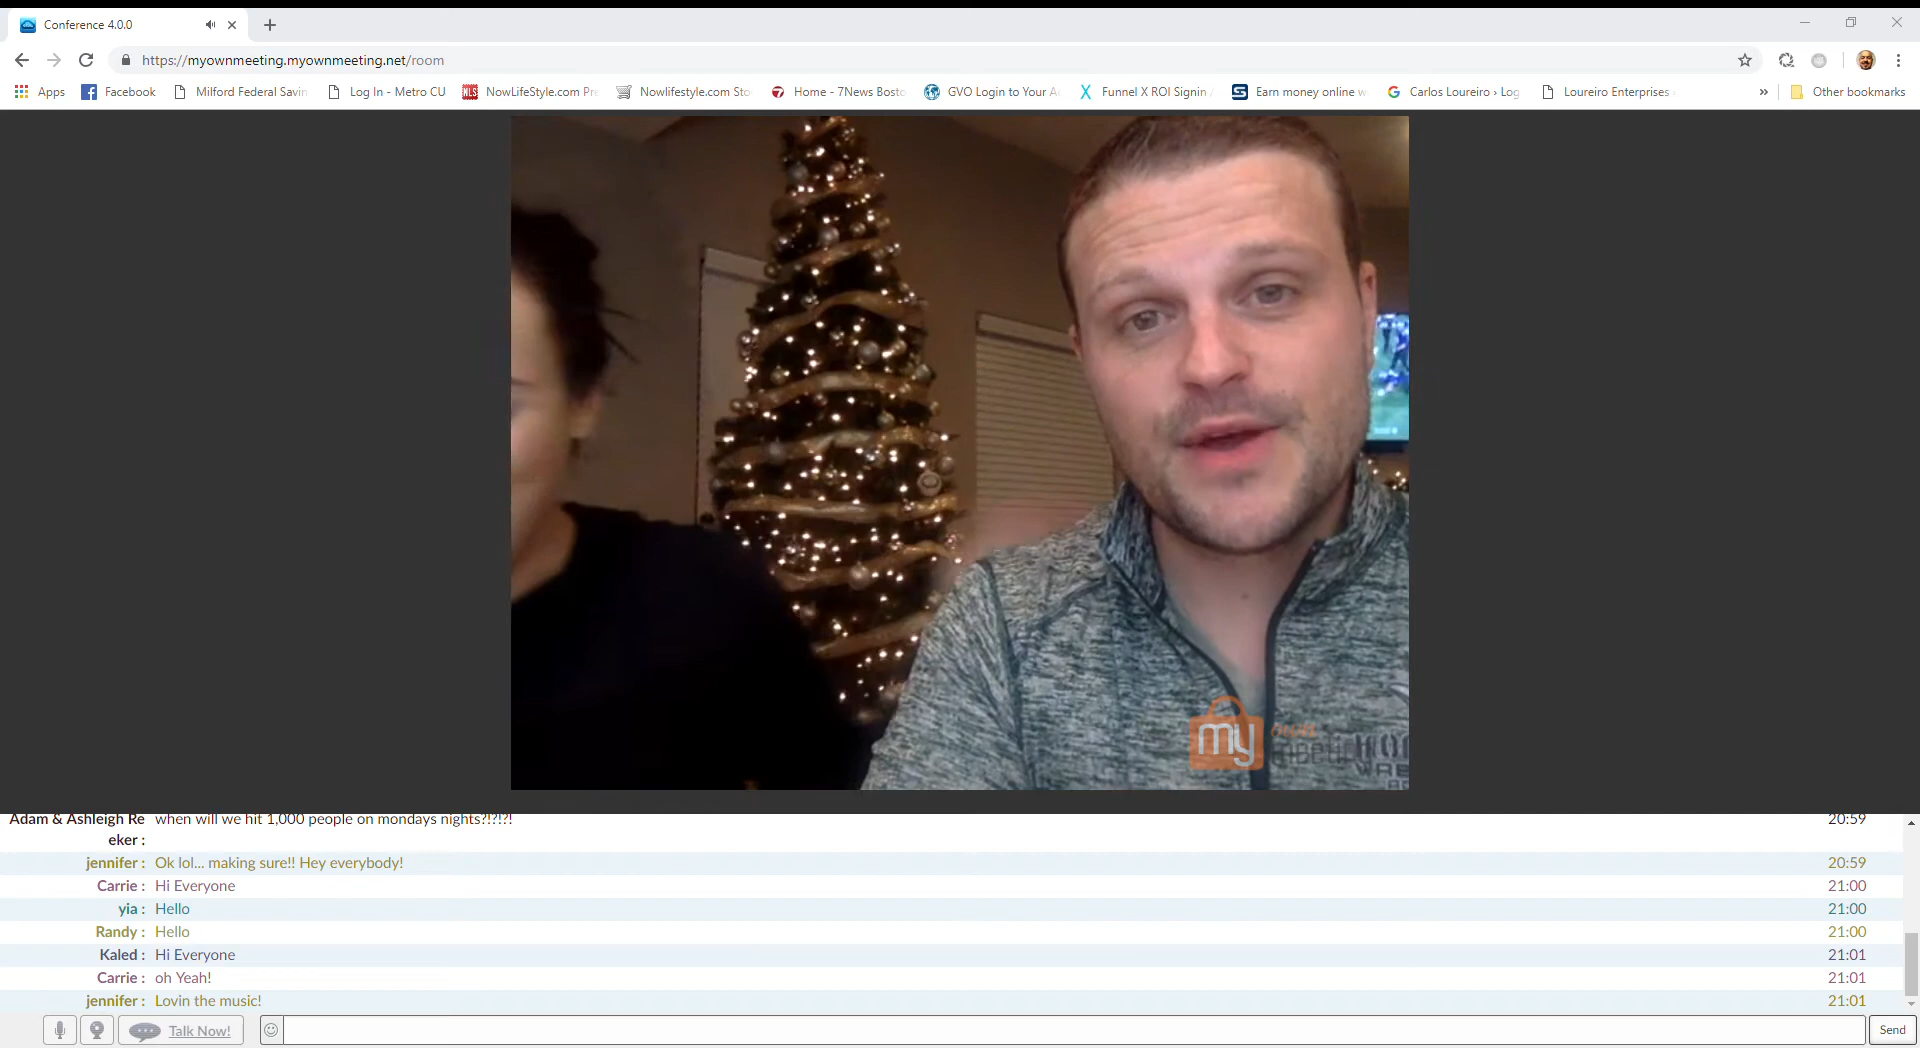 Conference 4.0.0
https://myownmeeting.myownmeeting.net/room
Apps Facebook Milford Federal Savin Log In - Metro CU NLS NowLifeStyle.com Pre Nowlifestyle.com Sto Home - 7News Bosto GVO Login to Your A Funnel X ROI Signin Earn money online w Carlos Loureiro › Log Loureiro Enterprises » Other bookmarks
my own
Adam & Ashleigh Re when will we hit 1,000 people on mondays nights?!?!?! 20:59
eker :
jennifer : Ok lol... making sure!! Hey everybody! 20:59
Carrie : Hi Everyone 21:00
yia : Hello 21:00
Randy : Hello 21:00
Kaled : Hi Everyone 21:01
Carrie : oh Yeah! 21:01
jennifer : Lovin the music! 21:01
Talk Now! Send